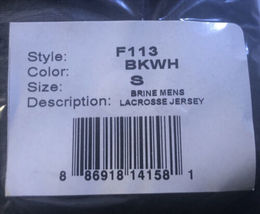 Style: F113
Color: BKWH
Size: S
Description: BRINE MENS
LACROSSE JERSEY
8 86918 14158 1